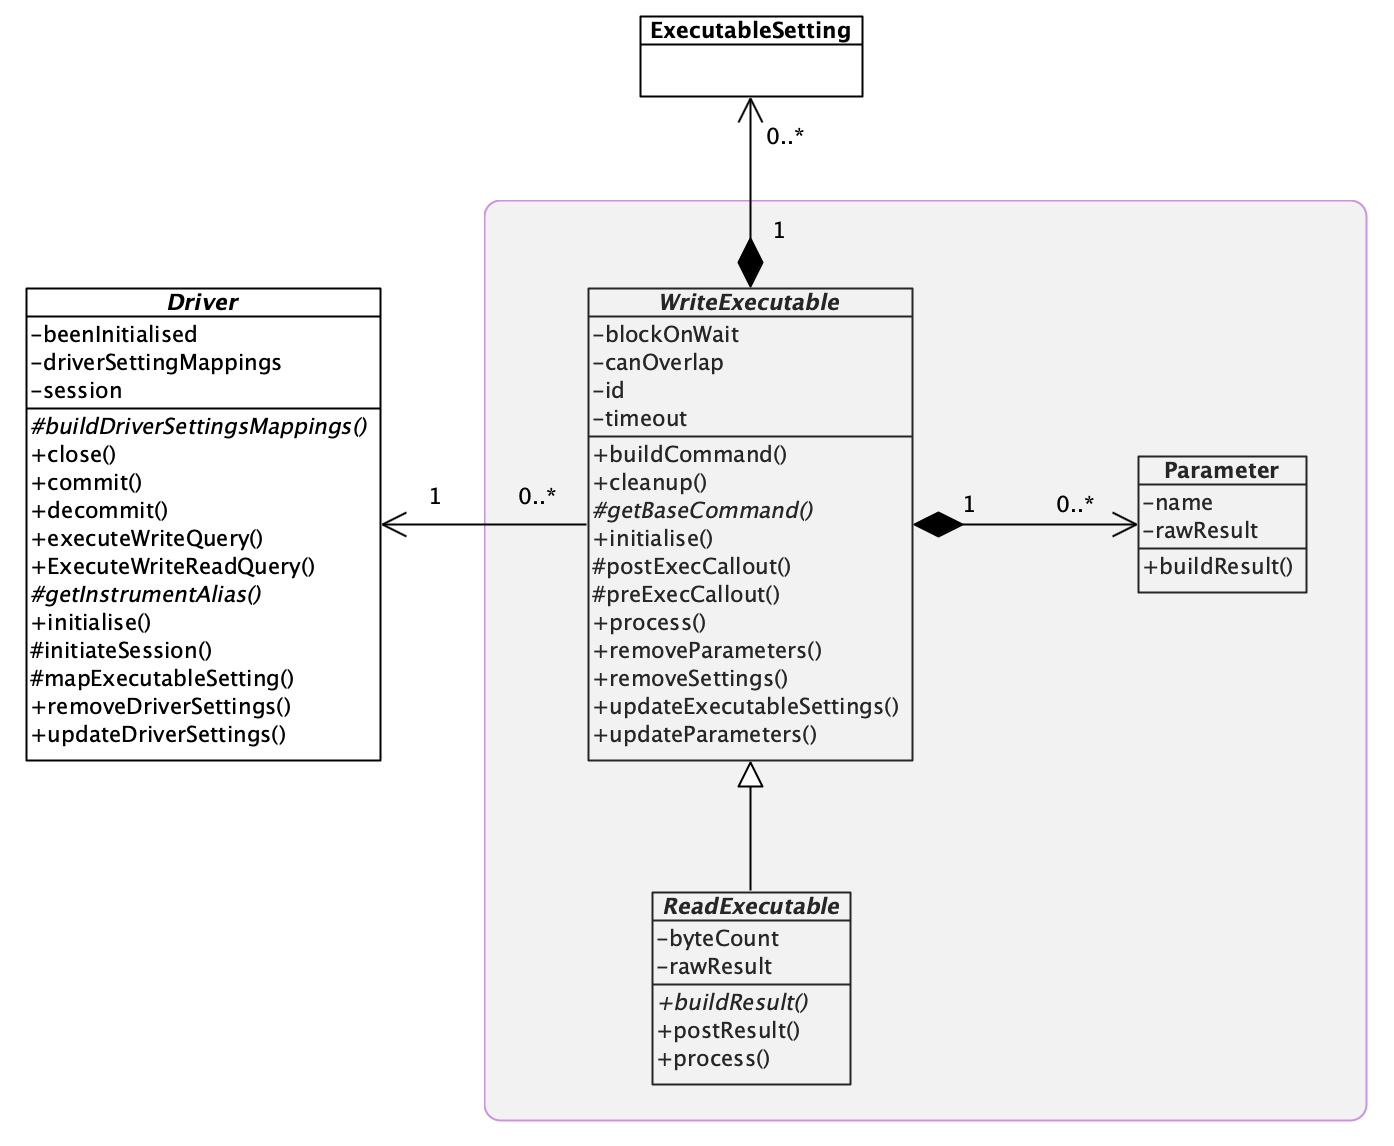 ExecutableSetting
0..*
1
Driver
-beenInitialised
-driverSettingMappings
-session
#buildDriverSettingsMappings()
+close()
+commit()
+decommit()
+executeWriteQuery()
+ExecuteWriteReadQuery()
#getInstrumentAlias()
+initialise()
#initiateSession()
#mapExecutableSetting()
+removeDriverSettings()
+updateDriverSettings()
1
0..*
WriteExecutable
-blockOnWait
-canOverlap
-id
-timeout
+buildCommand()
+cleanup()
#getBaseCommand()
+initialise()
#postExecCallout()
#preExecCallout()
+process()
+removeParameters()
+removeSettings()
+updateExecutableSettings()
+updateParameters()
1
0..*
Parameter
-name
-rawResult
+buildResult()
ReadExecutable
-byteCount
-rawResult
+buildResult()
+postResult()
+process()